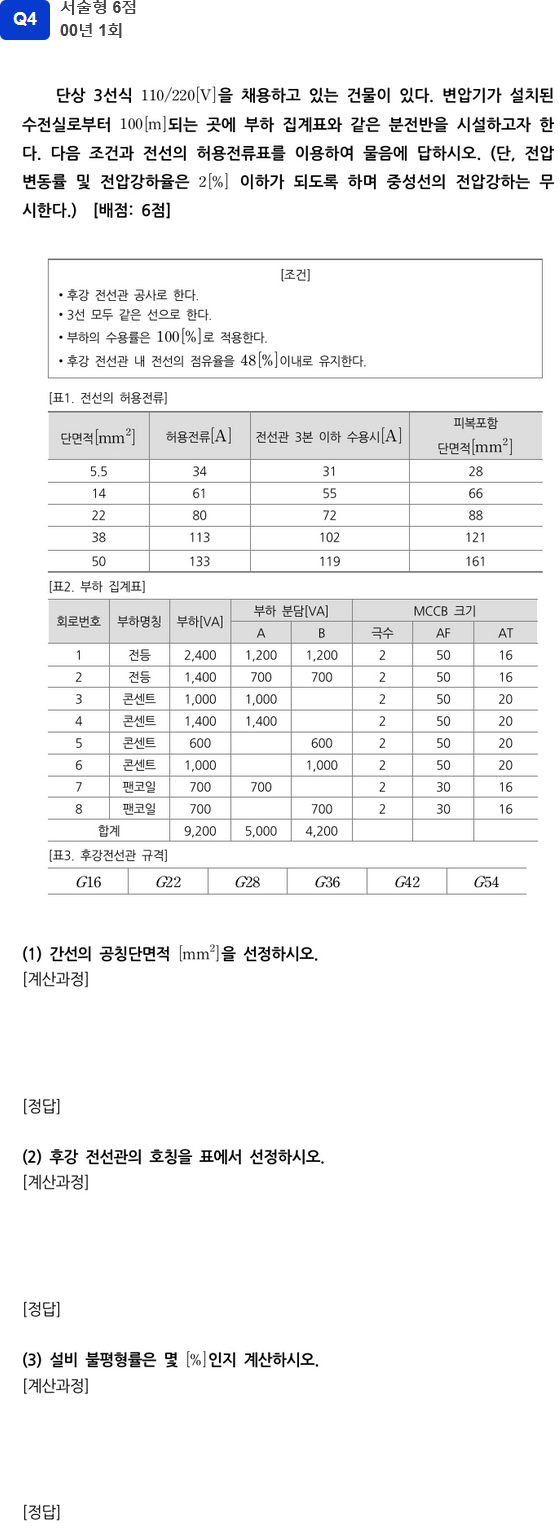 Q4
서술형 6점
00년 1회
단상 3선식 110/220[V]을 채용하고 있는 건물이 있다. 변압기가 설치된
수전실로부터 100[m]되는 곳에 부하 집계표와 같은 분전반을 시설하고자 한
다. 다음 조건과 전선의 허용전류표를 이용하여 물음에 답하시오. (단, 전압
변동률 및 전압강하율은 2[%] 이하가 되도록 하며 중성선의 전압강하는 무
시한다.) [배점: 6점]
[조건]
• 후강 전선관 공사로 한다.
• 3선 모두 같은 선으로 한다.
• 부하의 수용률은 100[%]로 적용한다.
• 후강 전선관 내 전선의 점유율을 48[%]이내로 유지한다.
[표1. 전선의 허용전류]
단면적[mm²] 허용전류[A] 전선관 3본 이하 수용시[A] 피복포함 단면적[mm²]
5.5 34 31 28
14 61 55 66
22 80 72 88
38 113 102 121
50 133 119 161
[표2. 부하 집계표]
회로번호 부하명칭 부하[VA] 부하 분담[VA] MCCB 크기
A B 극수 AF AT
1 전등 2,400 1,200 1,200 2 50 16
2 전등 1,400 700 700 2 50 16
3 콘센트 1,000 1,000 2 50 20
4 콘센트 1,400 1,400 2 50 20
5 콘센트 600 600 2 50 20
6 콘센트 1,000 1,000 2 50 20
7 팬코일 700 700 2 30 16
8 팬코일 700 700 2 30 16
합계 9,200 5,000 4,200
[표3. 후강전선관 규격]
G16 G22 G28 G36 G42 G54
(1) 간선의 공칭단면적 [mm²]을 선정하시오.
[계산과정]
[정답]
(2) 후강 전선관의 호칭을 표에서 선정하시오.
[계산과정]
[정답]
(3) 설비 불평형률은 몇 [%]인지 계산하시오.
[계산과정]
[정답]